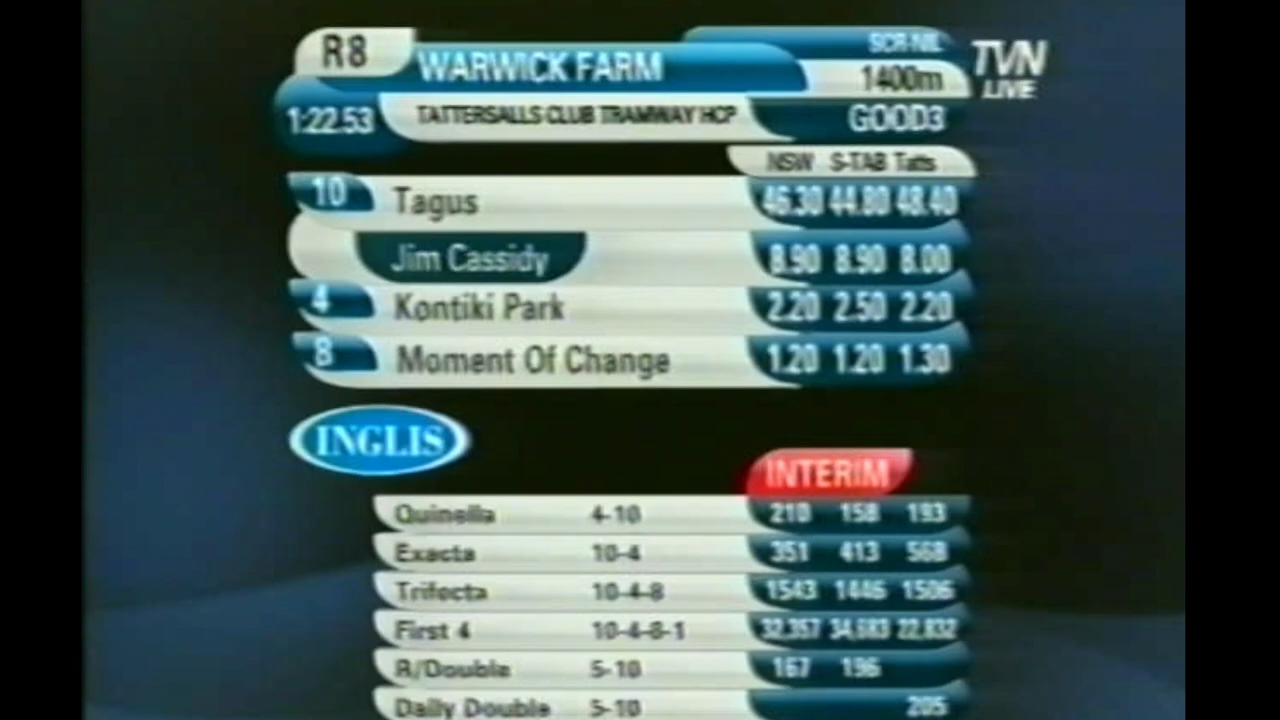 R8 WARWICK FARM SCR-NIL
1400m
TVN
LIVE
1:22.53 TATTERSALLS CLUB TRAMWAY HCP GOOD3
NSW S-TAB Tatts
10 Tagus 46.30 44.80 48.40
Jim Cassidy 8.90 8.90 8.00
4 Kontiki Park 2.20 2.50 2.20
8 Moment Of Change 1.20 1.20 1.30
INGLIS
INTERIM
Quinella 4-10 210 158 193
Exacta 10-4 351 413 568
Trifecta 10-4-8 1543 1446 1506
First 4 10-4-8-1 32,357 34,683 22,832
R/Double 5-10 167 196
Daily Double 5-10 205